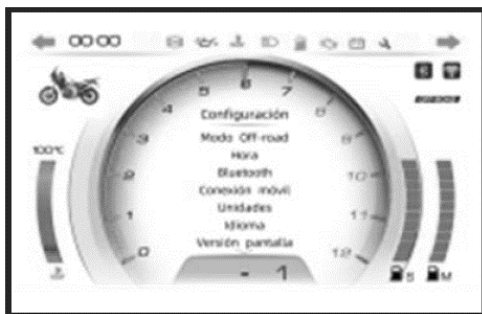 00 00
Configuración
Modo Off-road
Hora
Bluetooth
Conexión móvil
Unidades
Idioma
Versión pantalla
100°C
0
1
2
3
4
5
6
7
8
9
10
11
12
- 1
S
M